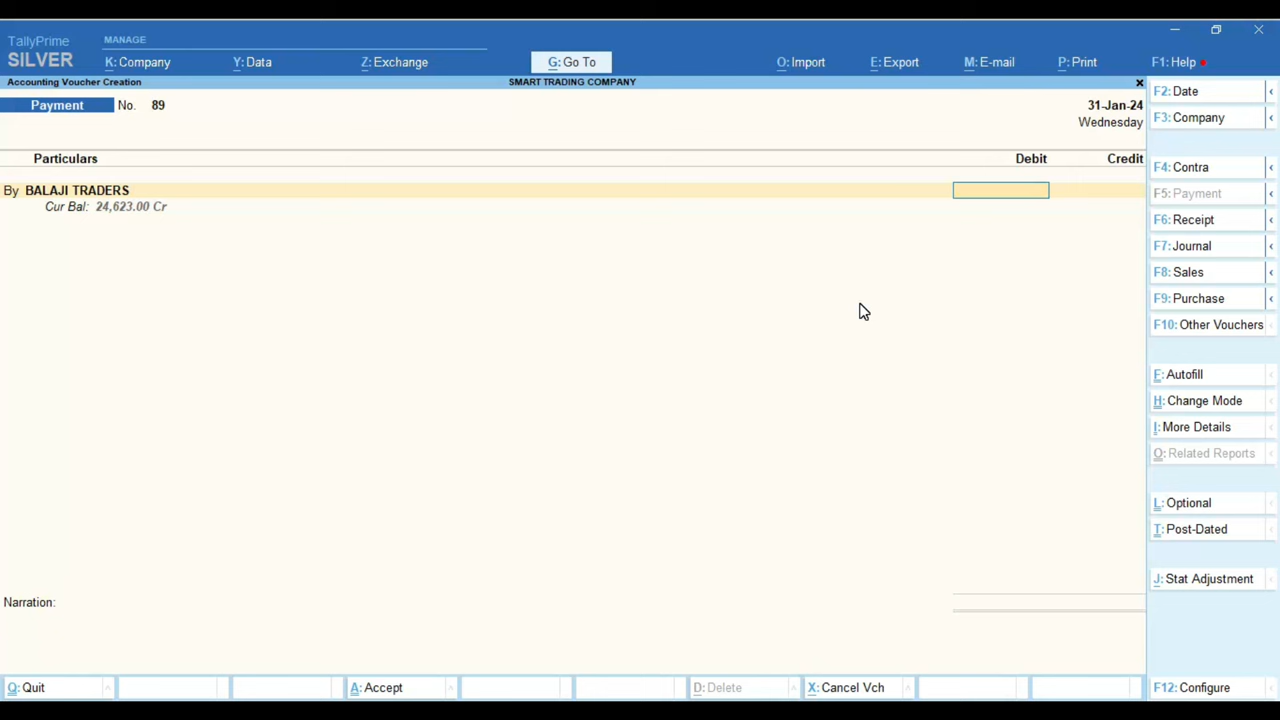 TallyPrime
SILVER
MANAGE
K: Company
Y: Data
Z: Exchange
G: Go To
O: Import
E: Export
M: E-mail
P: Print
F1: Help
Accounting Voucher Creation
SMART TRADING COMPANY
Payment No. 89
31-Jan-24
Wednesday
Particulars Debit Credit
By BALAJI TRADERS
Cur Bal: 24,623.00 Cr
Narration:
F2: Date
F3: Company
F4: Contra
F5: Payment
F6: Receipt
F7: Journal
F8: Sales
F9: Purchase
F10: Other Vouchers
F: Autofill
H: Change Mode
I: More Details
O: Related Reports
L: Optional
T: Post-Dated
J: Stat Adjustment
Q: Quit
A: Accept
D: Delete
X: Cancel Vch
F12: Configure